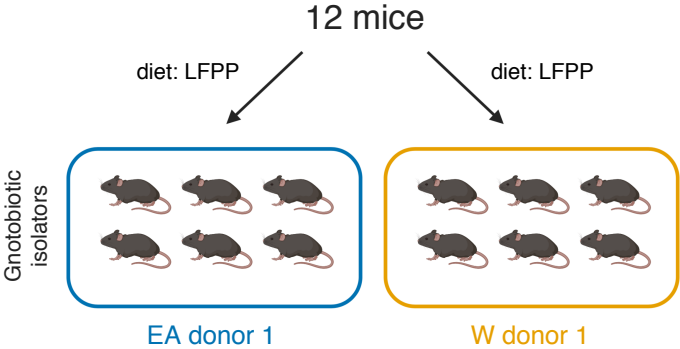 12 mice
diet: LFPP
diet: LFPP
Gnotobiotic
isolators
EA donor 1
W donor 1